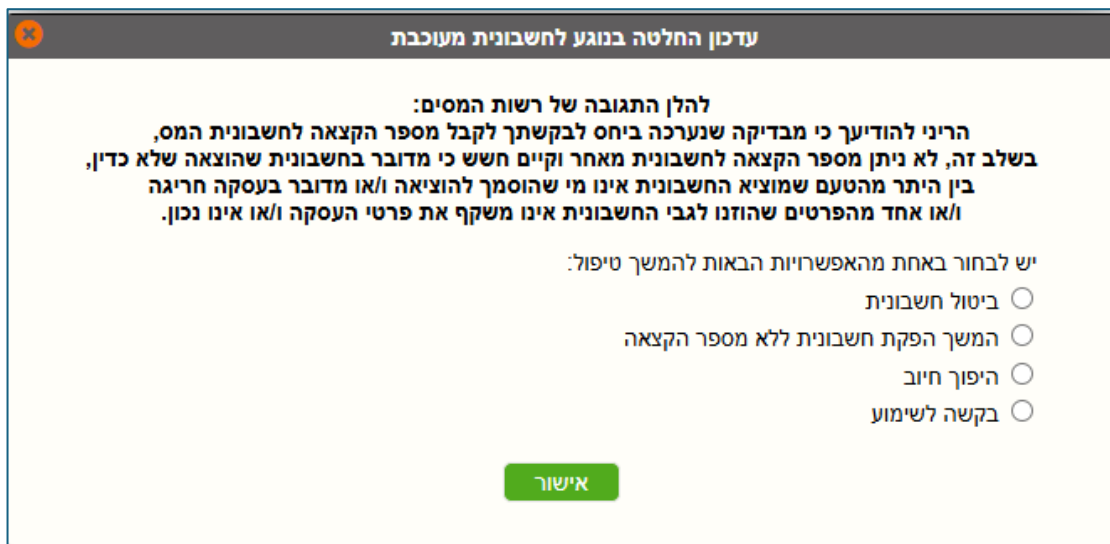 עדכון החלטה בנוגע לחשבונית מעוכבת
להלן התגובה של רשות המסים:
הריני להודיעך כי מבדיקה שנערכה ביחס לבקשתך לקבל מספר הקצאה לחשבונית המס,
בשלב זה, לא ניתן מספר הקצאה לחשבונית מאחר וקיים חשש כי מדובר בחשבונית שהוצאה שלא כדין,
בין היתר מהטעם שמוציא החשבונית אינו מי שהוסמך להוציאה ו/או מדובר בעסקה חריגה
ו/או אחד מהפרטים שהוזנו לגבי החשבונית אינו משקף את פרטי העסקה ו/או אינו נכון.
יש לבחור באחת מהאפשרויות הבאות להמשך טיפול:
ביטול חשבונית
המשך הפקת חשבונית ללא מספר הקצאה
היפוך חיוב
בקשה לשימוע
אישור